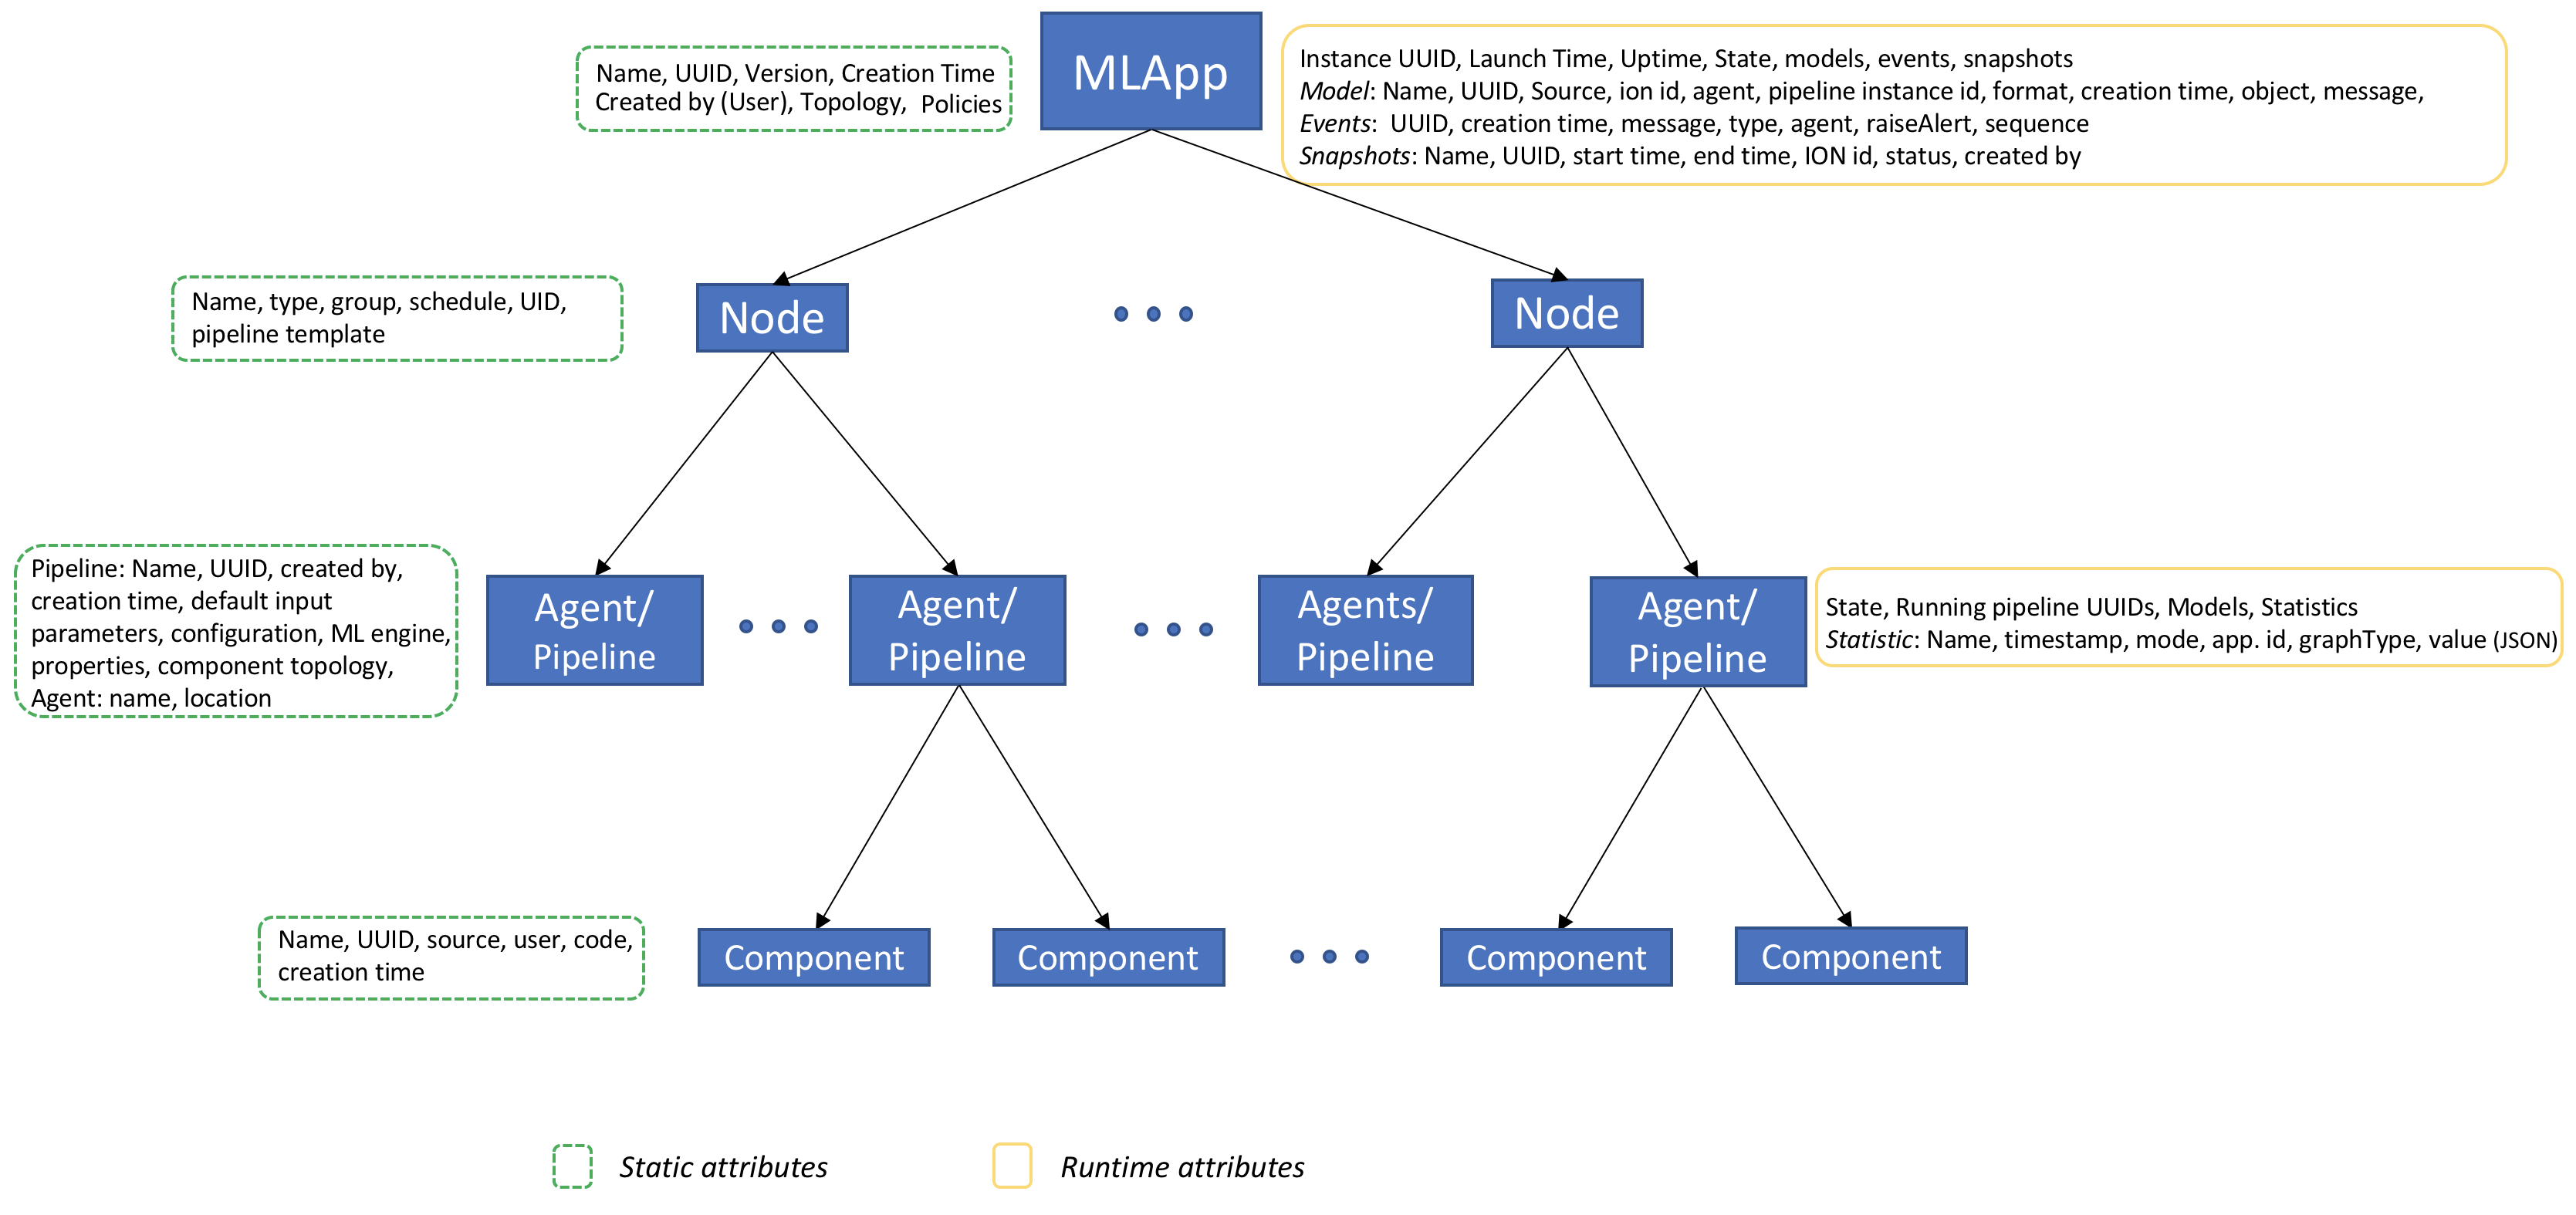 MLApp
Name, UUID, Version, Creation Time
Created by (User), Topology, Policies
Instance UUID, Launch Time, Uptime, State, models, events, snapshots
Model: Name, UUID, Source, ion id, agent, pipeline instance id, format, creation time, object, message,
Events: UUID, creation time, message, type, agent, raiseAlert, sequence
Snapshots: Name, UUID, start time, end time, ION id, status, created by
Name, type, group, schedule, UID,
pipeline template
Node
Node
Pipeline: Name, UUID, created by,
creation time, default input
parameters, configuration, ML engine,
properties, component topology,
Agent: name, location
Agent/
Pipeline
Agent/
Pipeline
Agents/
Pipeline
Agent/
Pipeline
State, Running pipeline UUIDs, Models, Statistics
Statistic: Name, timestamp, mode, app. id, graphType, value (JSON)
Name, UUID, source, user, code,
creation time
Component
Component
Component
Component
Static attributes
Runtime attributes